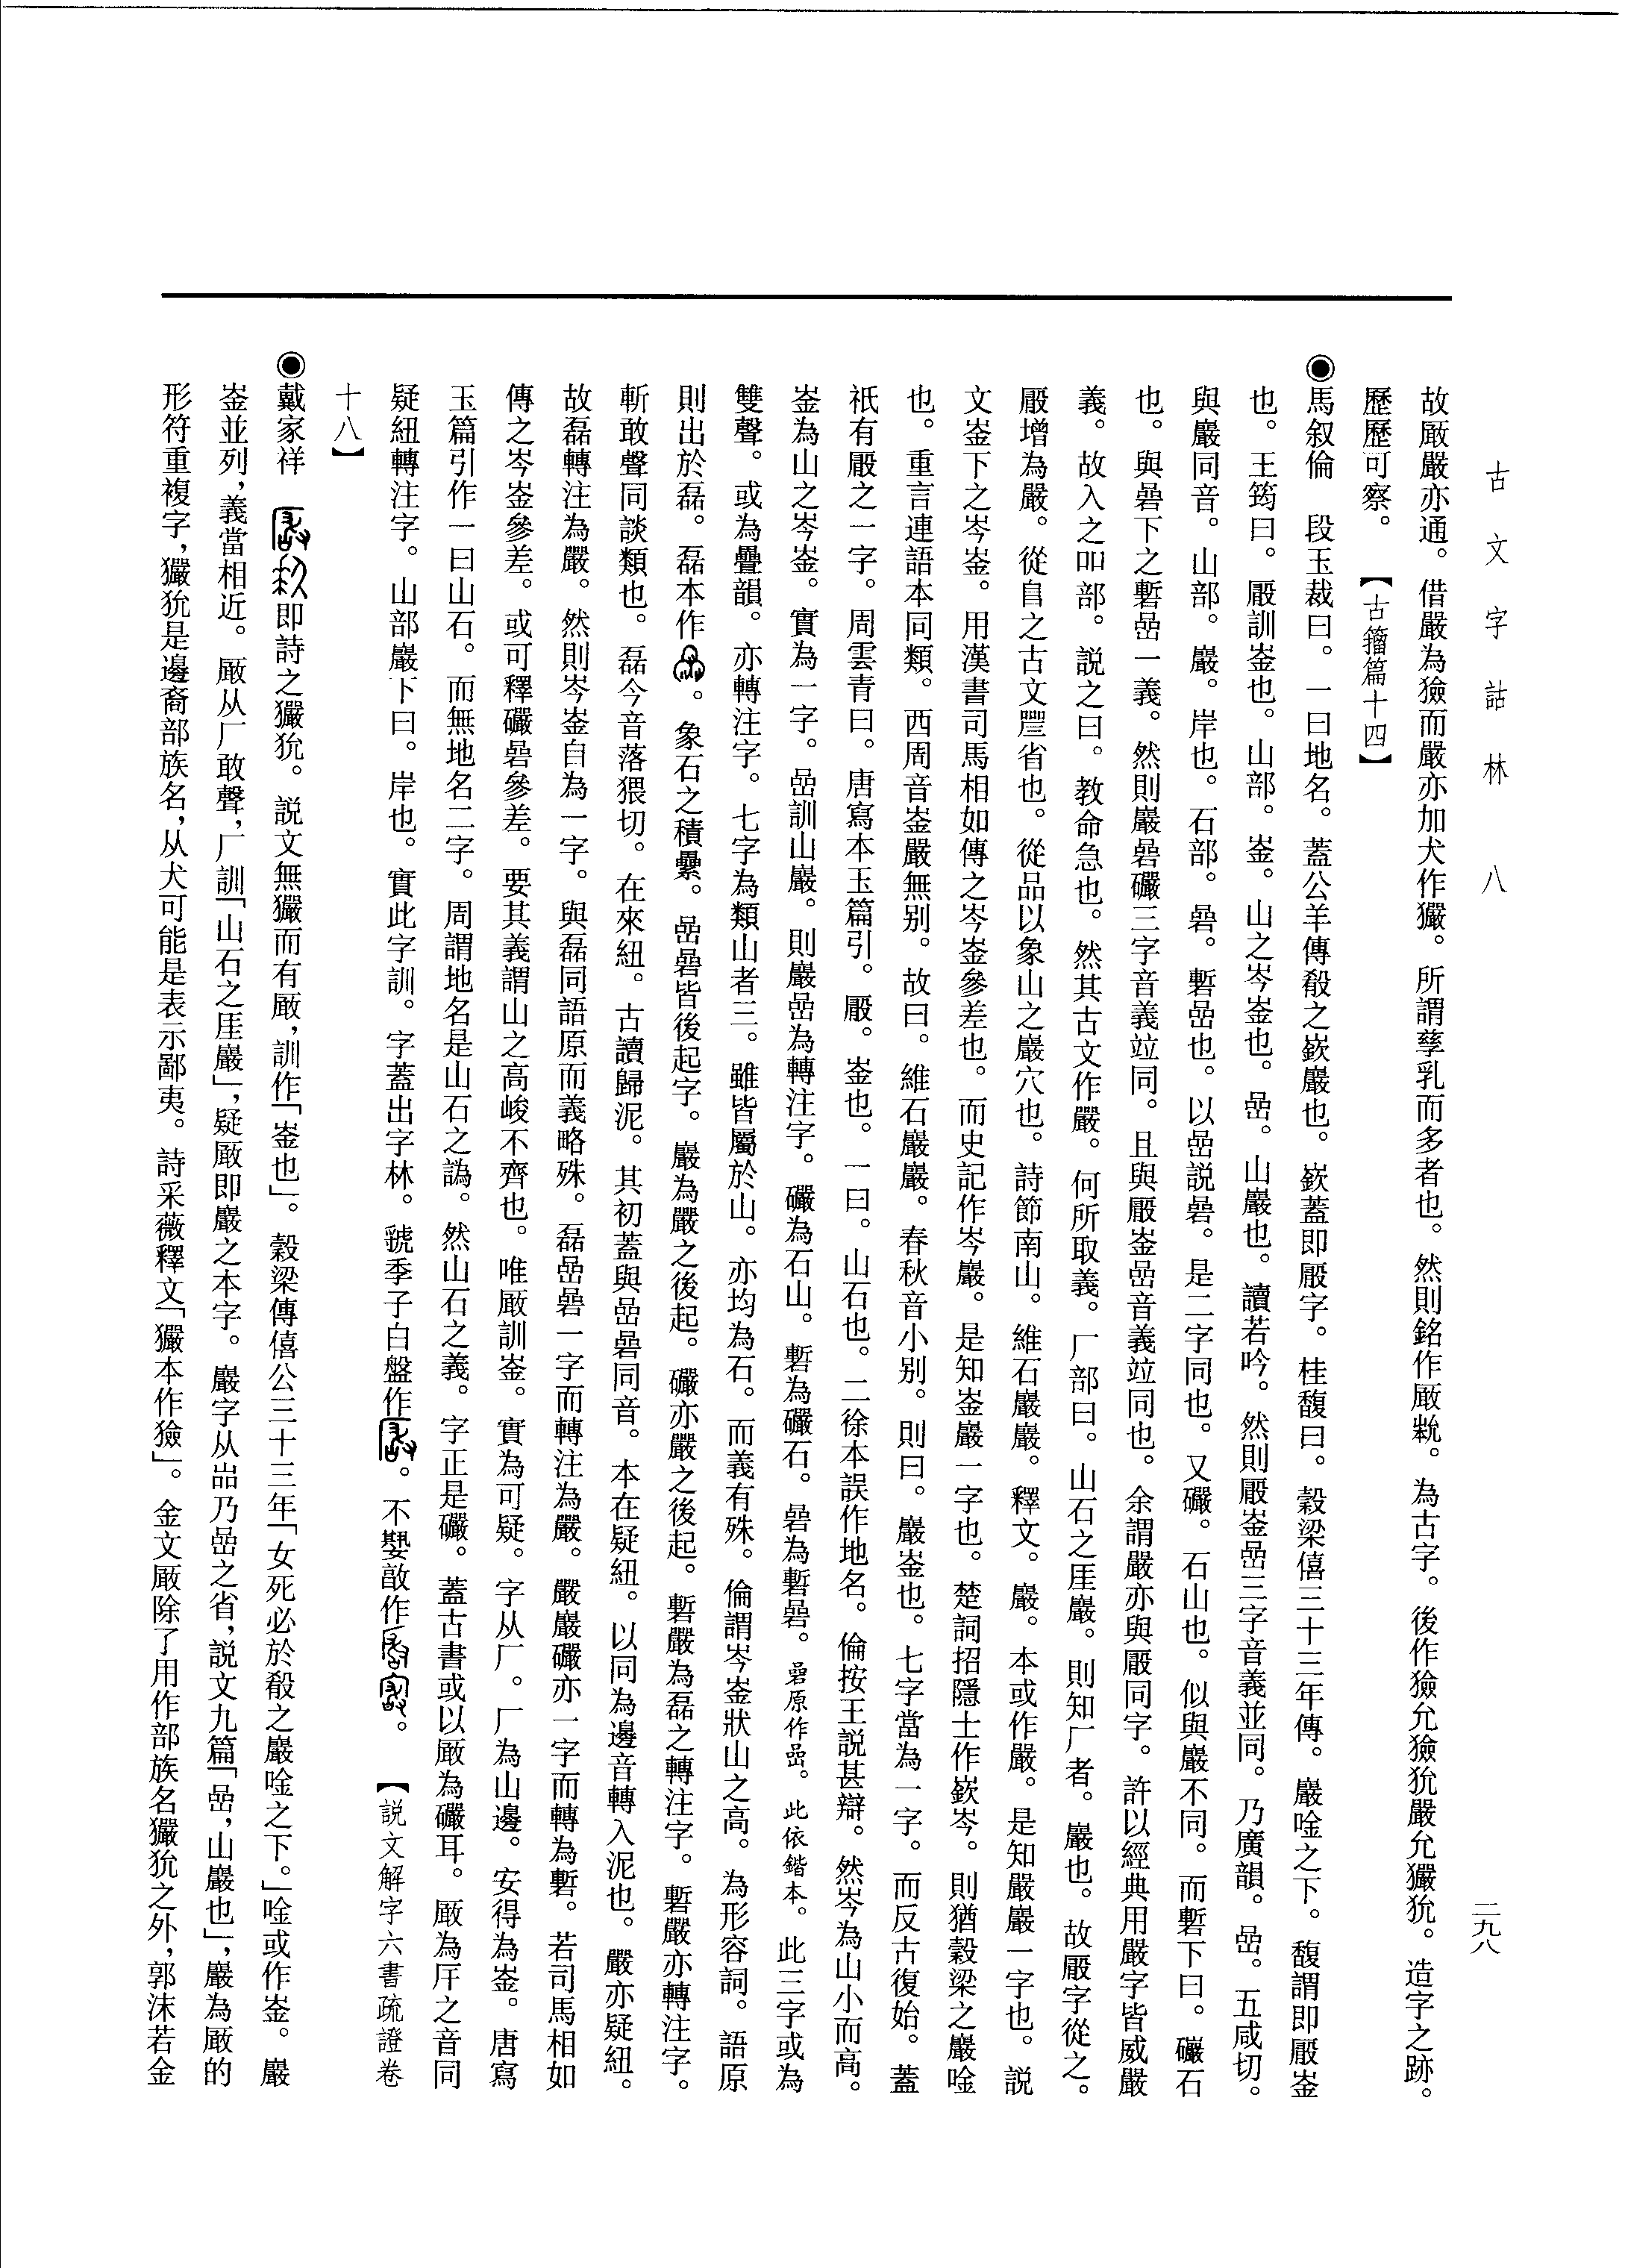 古文字詁林 八
二九八
故厰嚴亦通。借嚴為獫而嚴亦加犬作玁。所謂孳乳而多者也。然則銘作厰𤞤。為古字。後作獫允獫狁嚴允玁狁。造字之跡。
歷歷可察。【古籀篇十四】
◉馬叙倫 段玉裁曰。一曰地名。蓋公羊傳殽之嶔巖也。嶔蓋即厰字。桂馥曰。穀梁僖三十三年傳。巖唫之下。馥謂即厰崟
也。王筠曰。厰訓崟也。山部。崟。山之岑崟也。嵒。山巖也。讀若吟。然則厰崟嵒三字音義並同。乃廣韻。嵒。五咸切。
與巖同音。山部。巖。岸也。石部。碞。磛嵒也。以嵒説碞。是二字同也。又礹。石山也。似與巖不同。而磛下曰。礹石
也。與碞下之磛嵒一義。然則巖碞礹三字音義竝同。且與厰崟嵒音義竝同也。余謂嚴亦與厰同字。許以經典用嚴字皆威嚴
義。故入之吅部。説之曰。教命急也。然其古文作嚴。何所取義。厂部曰。山石之厓巖。則知厂者。巖也。故厰字從之。
厰增為嚴。從𠂤之古文省也。從品以象山之巖穴也。詩節南山。維石巖巖。釋文。巖。本或作嚴。是知嚴巖一字也。説
文崟下之岑崟。用漢書司馬相如傳之岑崟參差也。而史記作岑巖。是知崟巖一字也。楚詞招隱士作嶔岑。則猶穀梁之巖唫
也。重言連語本同類。西周音崟嚴無别。故曰。維石巖巖。春秋音小别。則曰。巖崟也。七字當為一字。而反古復始。蓋
祇有厰之一字。周雲青曰。唐寫本玉篇引。厰。崟也。一曰。山石也。二徐本誤作地名。倫按王説甚辯。然岑為山小而高。
崟為山之岑崟。實為一字。嵒訓山巖。則巖嵒為轉注字。礹為石山。磛為礹石。碞為磛碞。碞原作嵒。此依鍇本。此三字或為
雙聲。或為疊韻。亦轉注字。七字為類山者三。雖皆屬於山。亦均為石。而義有殊。倫謂岑崟狀山之高。為形容詞。語原
則出於磊。磊本作。象石之積纍。嵒碞皆後起字。巖為嚴之後起。礹亦嚴之後起。磛嚴為磊之轉注字。磛嚴亦轉注字。
斬敢聲同談類也。磊今音落猥切。在來紐。古讀歸泥。其初蓋與嵒碞同音。本在疑紐。以同為邊音轉入泥也。嚴亦疑紐。
故磊轉注為嚴。然則岑崟自為一字。與磊同語原而義略殊。磊嵒碞一字而轉注為嚴。嚴巖礹亦一字而轉為磛。若司馬相如
傳之岑崟參差。或可釋礹碞參差。要其義謂山之高峻不齊也。唯厰訓崟。實為可疑。字从厂。厂為山邊。安得為崟。唐寫
玉篇引作一曰山石。而無地名二字。周謂地名是山石之譌。然山石之義。字正是礹。蓋古書或以厰為礹耳。厰為厈之音同
疑紐轉注字。山部巖下曰。岸也。實此字訓。字蓋出字林。虢季子白盤作。不𡢁敼作。【説文解字六書疏證卷
十八】
◉戴家祥 即詩之玁狁。説文無玁而有厰，訓作「崟也」。穀梁傳僖公三十三年「女死必於殽之巖唫之下。」唫或作崟。巖
崟並列，義當相近。厰从厂敢聲，厂訓「山石之厓巖」，疑厰即巖之本字。巖字从嵒乃嵒之省，説文九篇「嵒，山巖也」，巖為厰的
形符重複字，玁狁是邊裔部族名，从犬可能是表示鄙夷。詩采薇釋文「玁本作獫」。金文厰除了用作部族名玁狁之外，郭沫若金